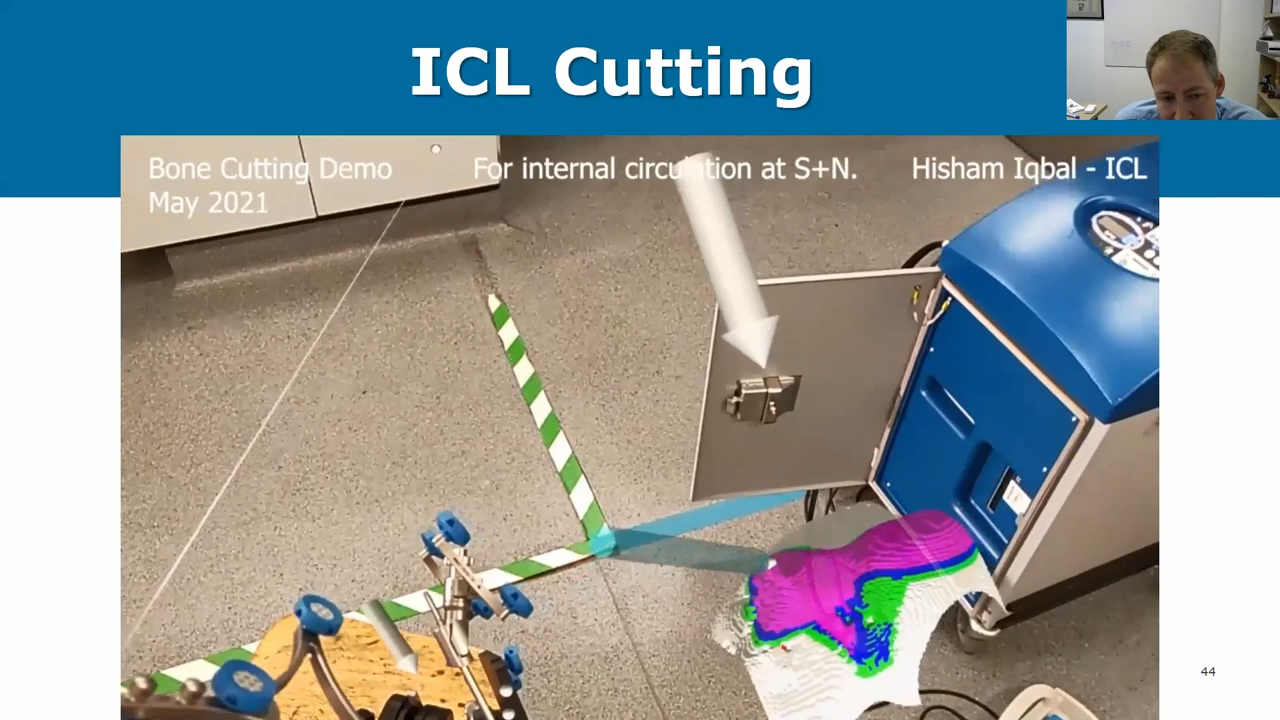 ICL Cutting
Bone Cutting Demo
For internal circulation at S+N.
Hisham Iqbal - ICL
May 2021
44